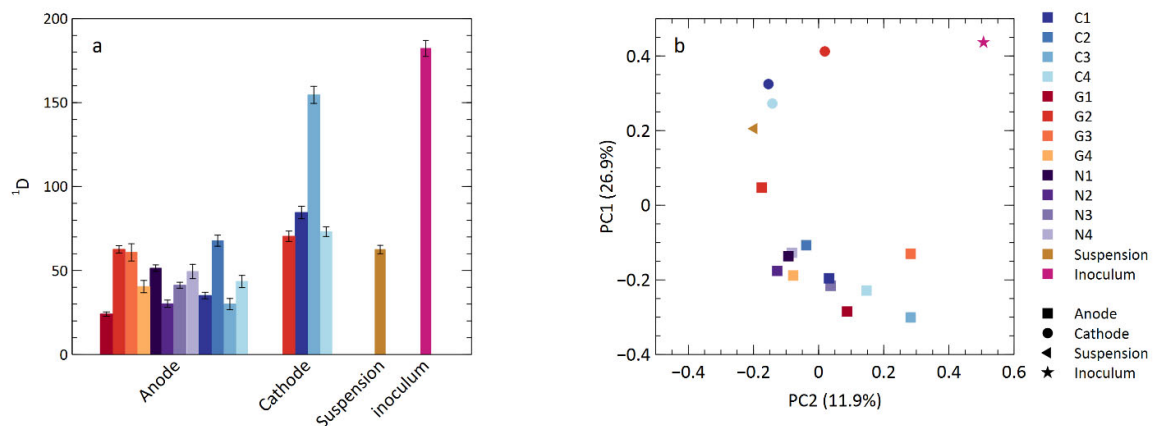 a
200
150
100
50
0
¹D
Anode
Cathode
Suspension
inoculum
b
0.4
0.2
0
−0.2
−0.4
PC1 (26.9%)
−0.4
−0.2
0
0.2
0.4
0.6
PC2 (11.9%)
C1
C2
C3
C4
G1
G2
G3
G4
N1
N2
N3
N4
Suspension
Inoculum
Anode
Cathode
Suspension
Inoculum